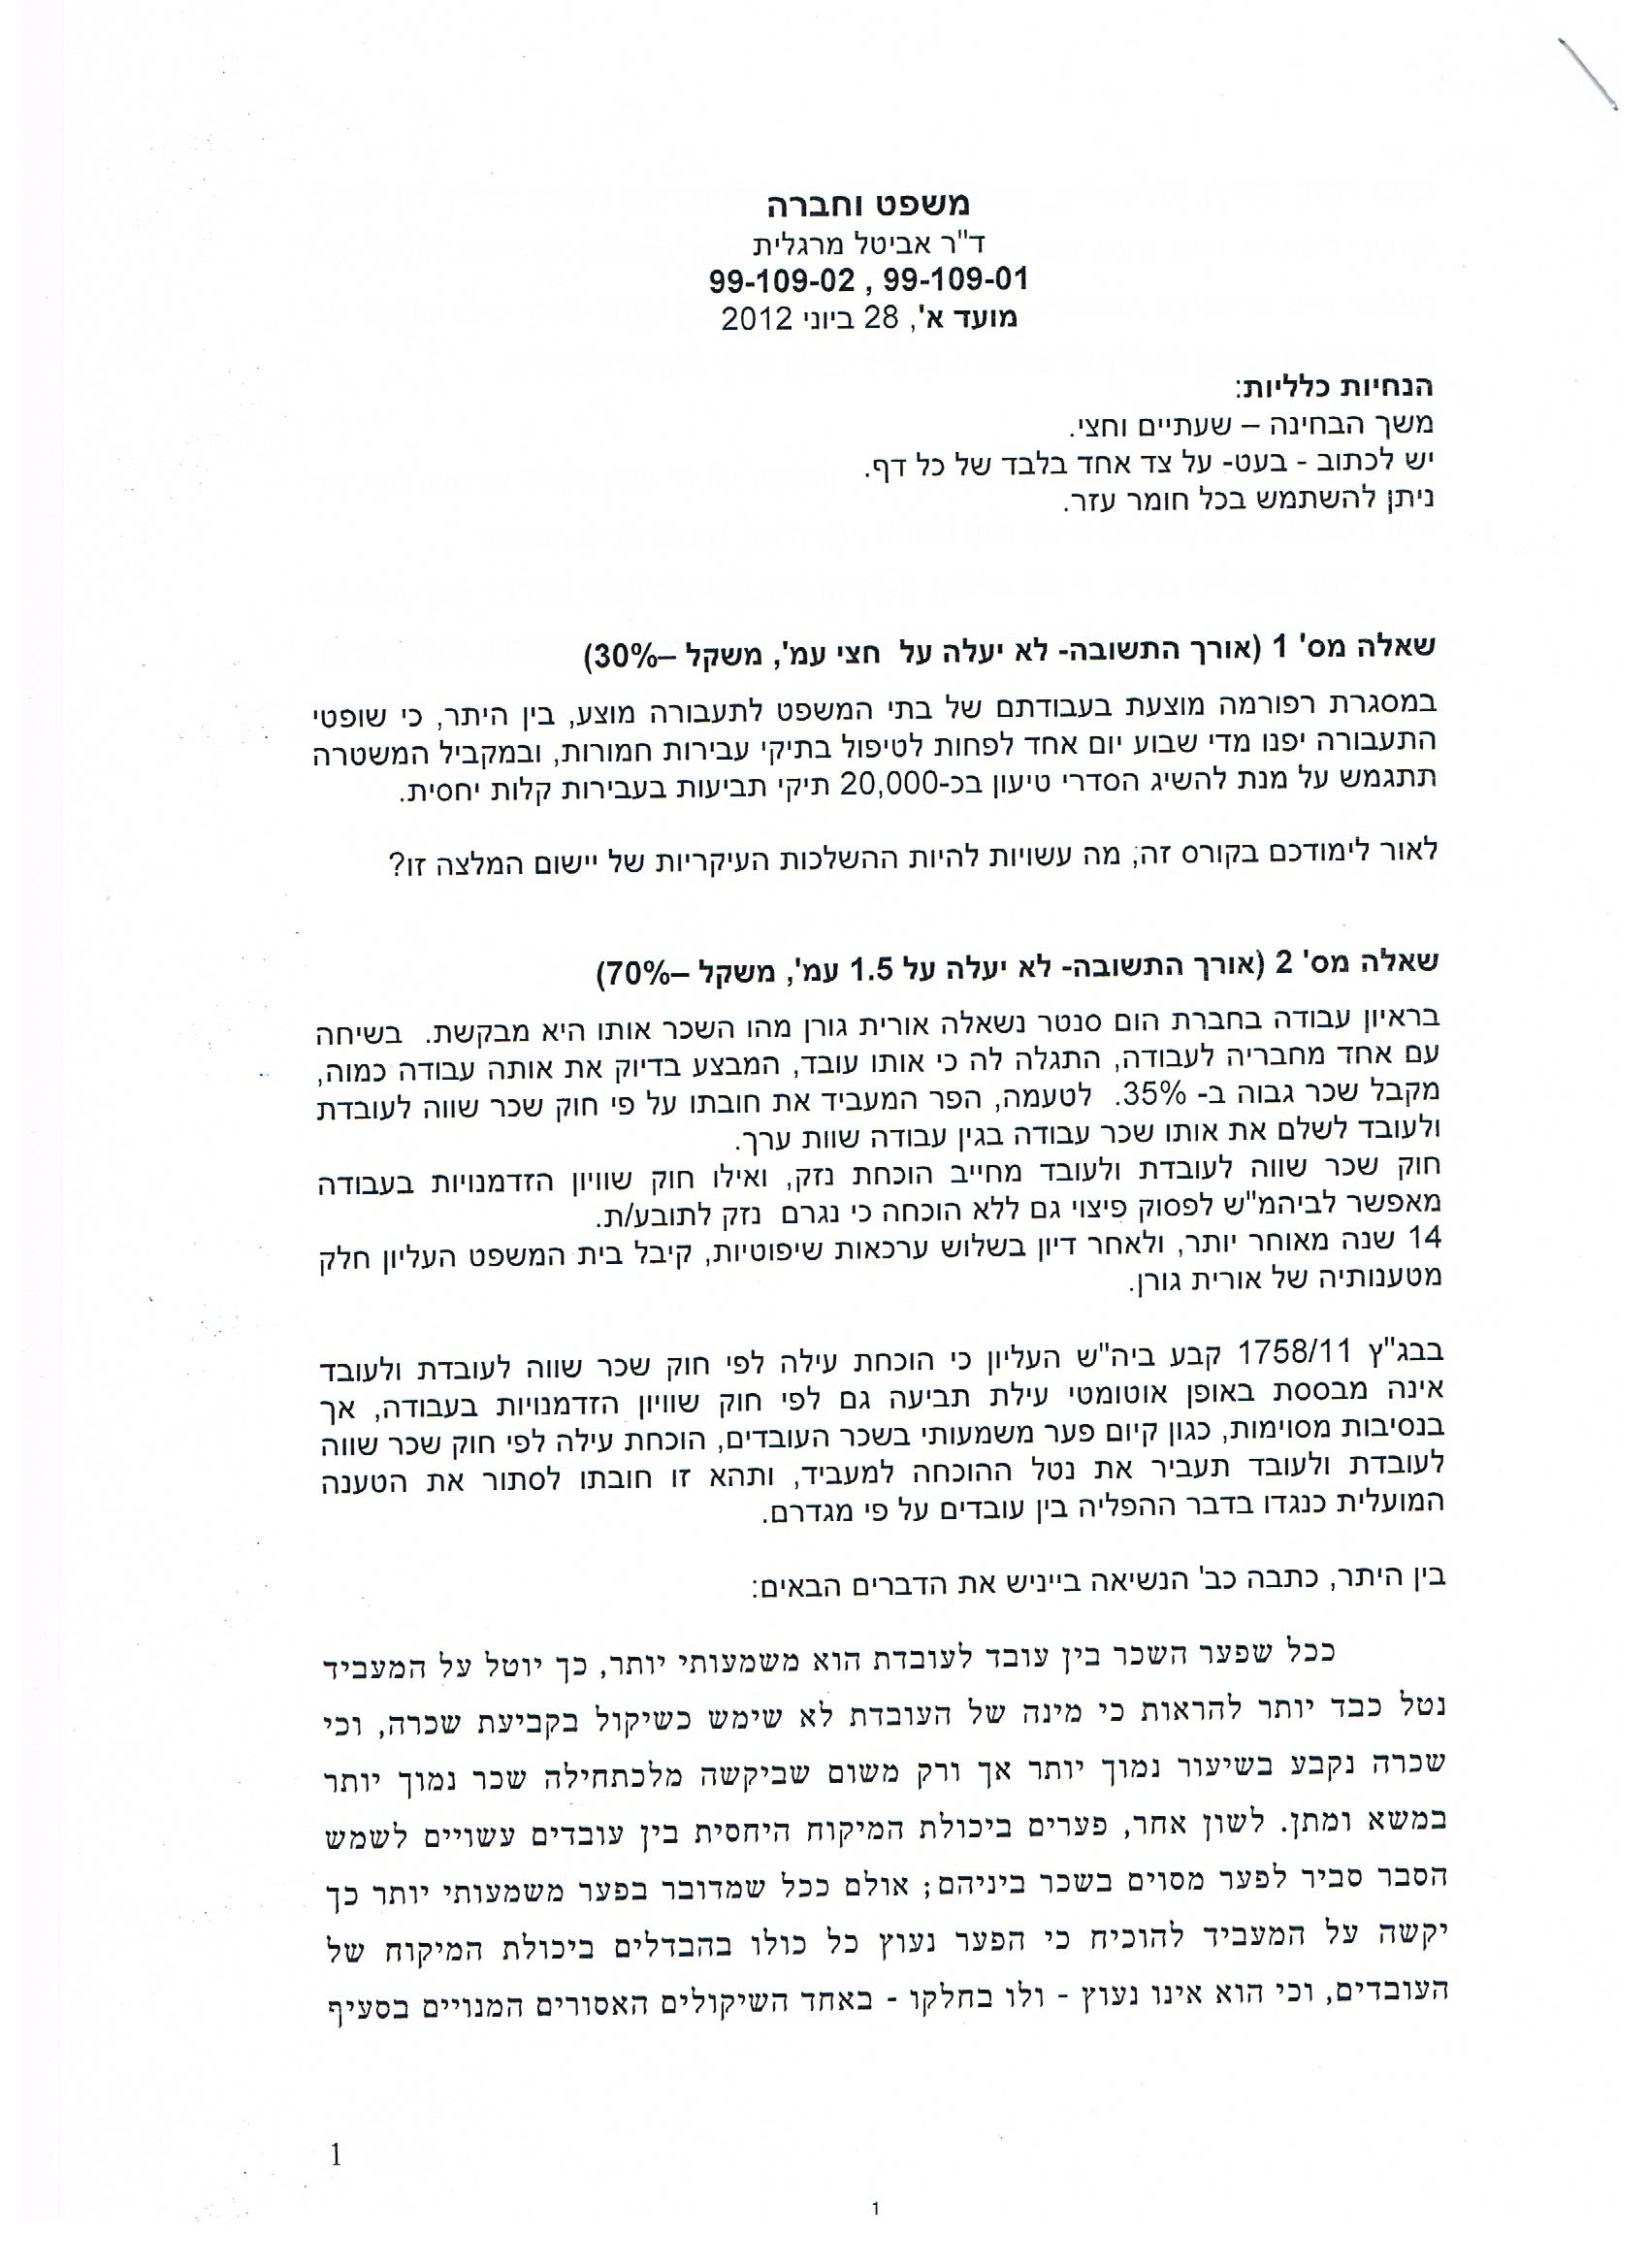 משפט וחברה
ד"ר אביטל מרגלית
99-109-02 , 99-109-01
מועד א', 28 ביוני 2012
הנחיות כלליות:
משך הבחינה – שעתיים וחצי.
יש לכתוב - בעט- על צד אחד בלבד של כל דף.
ניתן להשתמש בכל חומר עזר.
שאלה מס' 1 (אורך התשובה- לא יעלה על חצי עמ', משקל –30%)
במסגרת רפורמה מוצעת בעבודתם של בתי המשפט לתעבורה מוצע, בין היתר, כי שופטי
התעבורה יפנו מדי שבוע יום אחד לפחות לטיפול בתיקי עבירות חמורות, ובמקביל המשטרה
תתגמש על מנת להשיג הסדרי טיעון בכ-20,000 תיקי תביעות בעבירות קלות יחסית.
לאור לימודכם בקורס זה, מה עשויות להיות ההשלכות העיקריות של יישום המלצה זו?
שאלה מס' 2 (אורך התשובה- לא יעלה על 1.5 עמ', משקל –70%)
בראיון עבודה בחברת הום סנטר נשאלה אורית גורן מהו השכר אותו היא מבקשת. בשיחה
עם אחד מחבריה לעבודה, התגלה לה כי אותו עובד, המבצע בדיוק את אותה עבודה כמוה,
מקבל שכר גבוה ב- 35%. לטעמה, הפר המעביד את חובתו על פי חוק שכר שווה לעובדת
ולעובד לשלם את אותו שכר עבודה בגין עבודה שוות ערך.
חוק שכר שווה לעובדת ולעובד מחייב הוכחת נזק, ואילו חוק שוויון הזדמנויות בעבודה
מאפשר לביהמ"ש לפסוק פיצוי גם ללא הוכחה כי נגרם נזק לתובע/ת.
14 שנה מאוחר יותר, ולאחר דיון בשלוש ערכאות שיפוטיות, קיבל בית המשפט העליון חלק
מטענותיה של אורית גורן.
בבג"ץ 1758/11 קבע ביה"ש העליון כי הוכחת עילה לפי חוק שכר שווה לעובדת ולעובד
אינה מבססת באופן אוטומטי עילת תביעה גם לפי חוק שוויון הזדמנויות בעבודה, אך
בנסיבות מסוימות, כגון קיום פער משמעותי בשכר העובדים, הוכחת עילה לפי חוק שכר שווה
לעובדת ולעובד תעביר את נטל ההוכחה למעביד, ותהא זו חובתו לסתור את הטענה
המועלית כנגדו בדבר ההפליה בין עובדים על פי מגדרם.
בין היתר, כתבה כב' הנשיאה בייניש את הדברים הבאים:
ככל שפער השכר בין עובד לעובדת הוא משמעותי יותר, כך יוטל על המעביד
נטל כבד יותר להראות כי מינה של העובדת לא שימש כשיקול בקביעת שכרה, וכי
שכרה נקבע בשיעור נמוך יותר אך ורק משום שביקשה מלכתחילה שכר נמוך יותר
במשא ומתן. לשון אחר, פערים ביכולת המיקוח היחסית בין עובדים עשויים לשמש
הסבר סביר לפער מסוים בשכר ביניהם; אולם ככל שמדובר בפער משמעותי יותר כך
יקשה על המעביד להוכיח כי הפער נעוץ כל כולו בהבדלים ביכולת המיקוח של
העובדים, וכי הוא אינו נעוץ - ולו בחלקו - באחד השיקולים האסורים המנויים בסעיף
1
1